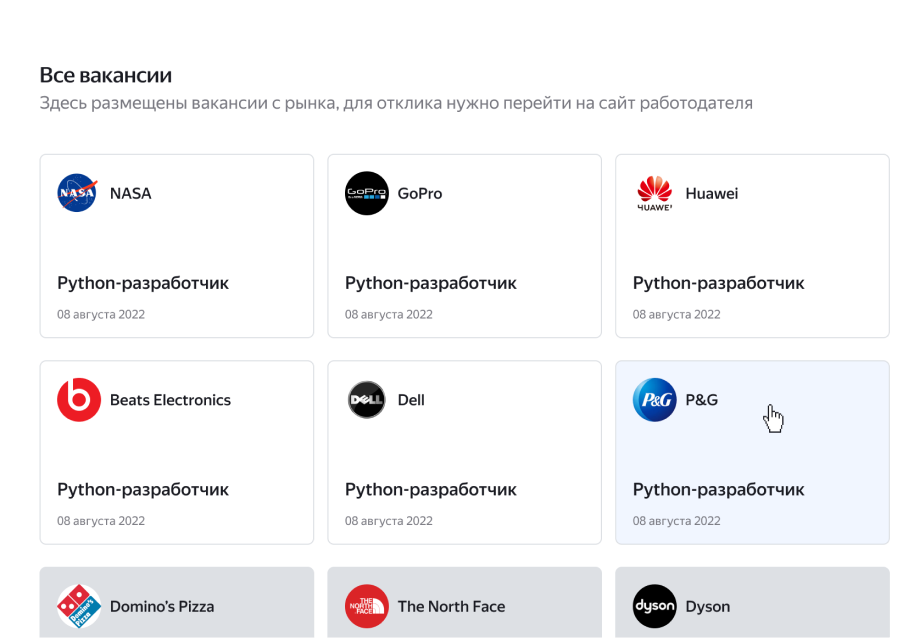 Все вакансии
Здесь размещены вакансии с рынка, для отклика нужно перейти на сайт работодателя
NASA NASA
GoPro GoPro
HUAWEI Huawei
Python-разработчик
Python-разработчик
Python-разработчик
08 августа 2022
08 августа 2022
08 августа 2022
b Beats Electronics
DELL Dell
P&G P&G
Python-разработчик
Python-разработчик
Python-разработчик
08 августа 2022
08 августа 2022
08 августа 2022
Domino's Pizza Domino’s Pizza
THE NORTH FACE The North Face
dyson Dyson